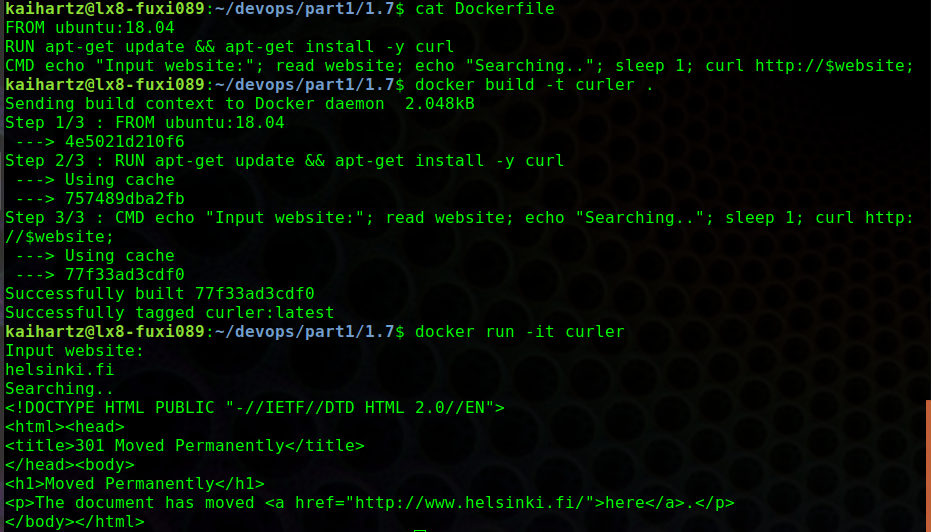 kaihartz@lx8-fuxi089:~/devops/part1/1.7$ cat Dockerfile
FROM ubuntu:18.04
RUN apt-get update && apt-get install -y curl
CMD echo "Input website:"; read website; echo "Searching.."; sleep 1; curl http://$website;
kaihartz@lx8-fuxi089:~/devops/part1/1.7$ docker build -t curler .
Sending build context to Docker daemon  2.048kB
Step 1/3 : FROM ubuntu:18.04
 ---> 4e5021d210f6
Step 2/3 : RUN apt-get update && apt-get install -y curl
 ---> Using cache
 ---> 757489dba2fb
Step 3/3 : CMD echo "Input website:"; read website; echo "Searching.."; sleep 1; curl http:
//$website;
 ---> Using cache
 ---> 77f33ad3cdf0
Successfully built 77f33ad3cdf0
Successfully tagged curler:latest
kaihartz@lx8-fuxi089:~/devops/part1/1.7$ docker run -it curler
Input website:
helsinki.fi
Searching..
<!DOCTYPE HTML PUBLIC "-//IETF//DTD HTML 2.0//EN">
<html><head>
<title>301 Moved Permanently</title>
</head><body>
<h1>Moved Permanently</h1>
<p>The document has moved <a href="http://www.helsinki.fi/">here</a>.</p>
</body></html>